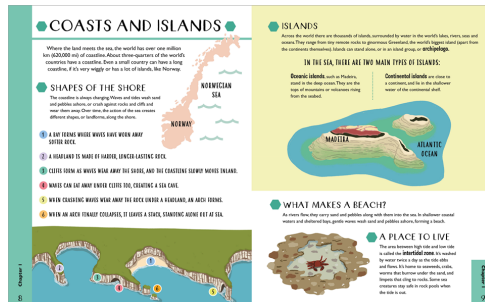 COASTS AND ISLANDS
Where the land meets the sea, the world has over one million
km (620,000 mi) of coastline. About three-quarters of the world's
countries have a coastline. Even a small country can have a long
coastline, if it's very wiggly or has a lot of islands, like Norway.
SHAPES OF THE SHORE
The coastline is always changing. Waves and tides wash sand
and pebbles ashore, or crash against rocks and cliffs and
wear them away. Over time, the action of the sea creates
different shapes, or landforms, along the shore.
NORWEGIAN
SEA
NORWAY
1 A BAY FORMS WHERE WAVES HAVE WORN AWAY
SOFTER ROCK.
2 A HEADLAND IS MADE OF HARDER, LONGER-LASTING ROCK.
3 CLIFFS FORM AS WAVES WEAR AWAY THE SHORE, AND THE COASTLINE SLOWLY MOVES INLAND.
4 WAVES CAN EAT AWAY UNDER CLIFFS TOO, CREATING A SEA CAVE.
5 WHEN CRASHING WAVES WEAR AWAY THE ROCK UNDER A HEADLAND, AN ARCH FORMS.
6 WHEN AN ARCH FINALLY COLLAPSES, IT LEAVES A STACK, STANDING ALONE OUT AT SEA.
1
2
3
4
6
5
Chapter 1
ISLANDS
Across the world there are thousands of islands, surrounded by water in the world's lakes, rivers, seas and
oceans. They range from tiny remote rocks to ginormous Greenland, the world's biggest island (apart from
the continents themselves). Islands can stand alone, or in an island group, or archipelago.
IN THE SEA, THERE ARE TWO MAIN TYPES OF ISLANDS:
Oceanic islands, such as Madeira,
stand in the deep ocean. They are the
tops of mountains or volcanoes rising
from the seabed.
Continental islands are close to
a continent, and lie in the shallower
water of the continental shelf.
MADEIRA
ATLANTIC
OCEAN
WHAT MAKES A BEACH?
As rivers flow, they carry sand and pebbles along with them into the sea. In shallower coastal
waters and sheltered bays, gentle waves wash sand and pebbles ashore, forming a beach.
A PLACE TO LIVE
The area between high tide and low tide
is called the intertidal zone. It's washed
by water twice a day as the tide ebbs
and flows. It's home to seaweeds, crabs,
worms that burrow under the sand, and
limpets that cling to rocks. Some sea
creatures stay safe in rock pools when
the tide is out.
Chapter 1